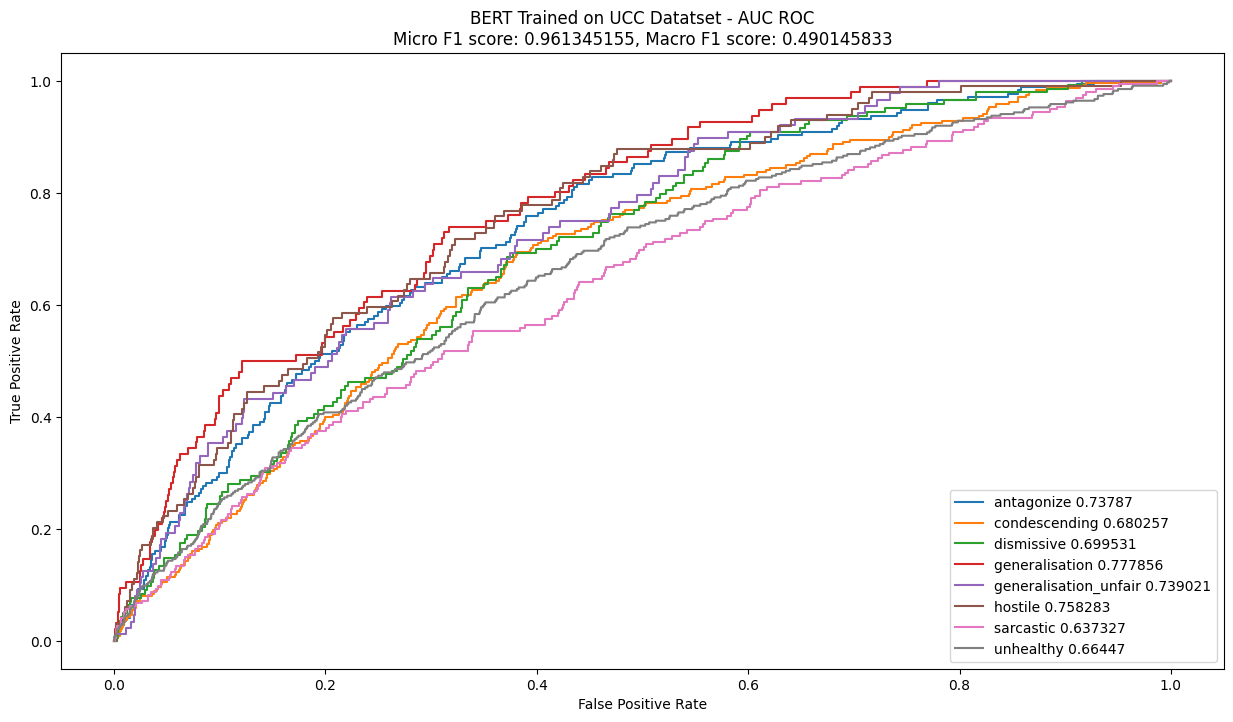 BERT Trained on UCC Datatset - AUC ROC
Micro F1 score: 0.961345155, Macro F1 score: 0.490145833
True Positive Rate
1.0
0.8
0.6
0.4
0.2
0.0
0.0 0.2 0.4 0.6 0.8 1.0
False Positive Rate
antagonize 0.73787
condescending 0.680257
dismissive 0.699531
generalisation 0.777856
generalisation_unfair 0.739021
hostile 0.758283
sarcastic 0.637327
unhealthy 0.66447